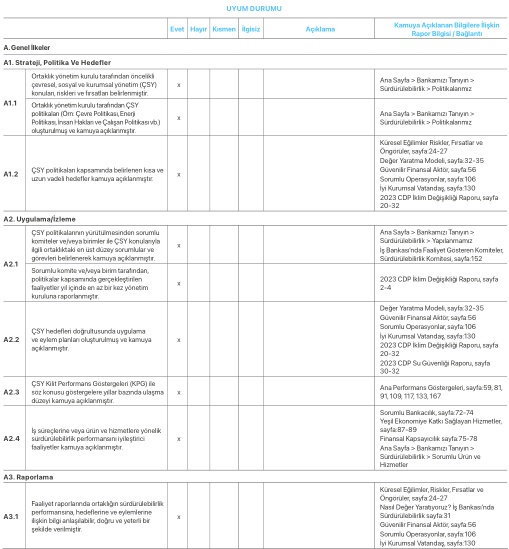 UYUM DURUMU
Evet Hayır Kısmen İlgisiz Açıklama Kamuya Açıklanan Bilgilere İlişkin
Rapor Bilgisi / Bağlantı
A. Genel İlkeler
A1. Strateji, Politika Ve Hedefler
A1.1
Ortaklık yönetim kurulu tarafından öncelikli
çevresel, sosyal ve kurumsal yönetim (ÇSY)
konuları, riskleri ve fırsatları belirlenmiştir.
x
Ana Sayfa > Bankamızı Tanıyın >
Sürdürülebilirlik > Politikalarımız
Ortaklık yönetim kurulu tarafından ÇSY
politikaları (Örn: Çevre Politikası, Enerji
Politikası, İnsan Hakları ve Çalışan Politikası vb.)
oluşturulmuş ve kamuya açıklanmıştır.
x
Ana Sayfa > Bankamızı Tanıyın >
Sürdürülebilirlik > Politikalarımız
A1.2
ÇSY politikaları kapsamında belirlenen kısa ve
uzun vadeli hedefler kamuya açıklanmıştır.
x
Küresel Eğilimler Riskler, Fırsatlar ve
Öngörüler, sayfa:24-27
Değer Yaratma Modeli, sayfa:32-35
Güvenilir Finansal Aktör, sayfa:56
Sorumlu Operasyonlar, sayfa:106
İyi Kurumsal Vatandaş, sayfa:130
2023 CDP İklim Değişikliği Raporu, sayfa
20-32
A2. Uygulama/İzleme
A2.1
ÇSY politikalarının yürütülmesinden sorumlu
komiteler ve/veya birimler ile ÇSY konularıyla
ilgili ortaklıktaki en üst düzey sorumlular ve
görevleri belirlenerek kamuya açıklanmıştır.
x
Ana Sayfa > Bankamızı Tanıyın >
Sürdürülebilirlik > Yapılanmamız
İş Bankası'nda Faaliyet Gösteren Komiteler,
Sürdürülebilirlik Komitesi, sayfa:152
Sorumlu komite ve/veya birim tarafından,
politikalar kapsamında gerçekleştirilen
faaliyetler yıl içinde en az bir kez yönetim
kuruluna raporlanmıştır.
x
2023 CDP İklim Değişikliği Raporu, sayfa
2-4
A2.2
ÇSY hedefleri doğrultusunda uygulama
ve eylem planları oluşturulmuş ve kamuya
açıklanmıştır.
x
Değer Yaratma Modeli, sayfa:32-35
Güvenilir Finansal Aktör, sayfa:56
Sorumlu Operasyonlar, sayfa:106
İyi Kurumsal Vatandaş, sayfa:130
2023 CDP İklim Değişikliği Raporu, sayfa
20-32
2023 CDP Su Güvenliği Raporu, sayfa
30-32
A2.3
ÇSY Kilit Performans Göstergeleri (KPG) ile
söz konusu göstergelere yıllar bazında ulaşma
düzeyi kamuya açıklanmıştır.
x
Ana Performans Göstergeleri, sayfa:59, 81,
91, 109, 117, 133, 167
A2.4
İş süreçlerine veya ürün ve hizmetlere yönelik
sürdürülebilirlik performansını iyileştirici
faaliyetler kamuya açıklanmıştır.
x
Sorumlu Bankacılık, sayfa:72-74
Yeşil Ekonomiye Katkı Sağlayan Hizmetler,
sayfa:87-89
Finansal Kapsayıcılık sayfa:75-78
Ana Sayfa > Bankamızı Tanıyın >
Sürdürülebilirlik > Sorumlu Ürün ve
Hizmetler
A3. Raporlama
A3.1
Faaliyet raporlarında ortaklığın sürdürülebilirlik
performansına, hedeflerine ve eylemlerine
ilişkin bilgi anlaşılabilir, doğru ve yeterli bir
şekilde verilmiştir.
x
Küresel Eğilimler, Riskler, Fırsatlar ve
Öngörüler, sayfa:24-27
Nasıl Değer Yaratıyoruz? İş Bankası'nda
Sürdürülebilirlik sayfa:31
Güvenilir Finansal Aktör, sayfa:56
Sorumlu Operasyonlar sayfa:106
İyi Kurumsal Vatandaş, sayfa:130